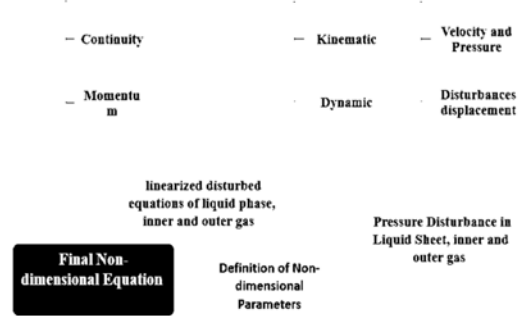 Continuity
Kinematic
Velocity and
Pressure
Momentu
m
Dynamic
Disturbances
displacement
linearized disturbed
equations of liquid phase,
inner and outer gas
Pressure Disturbance in
Liquid Sheet, inner and
outer gas
Final Non-
dimensional Equation
Definition of Non-
dimensional
Parameters